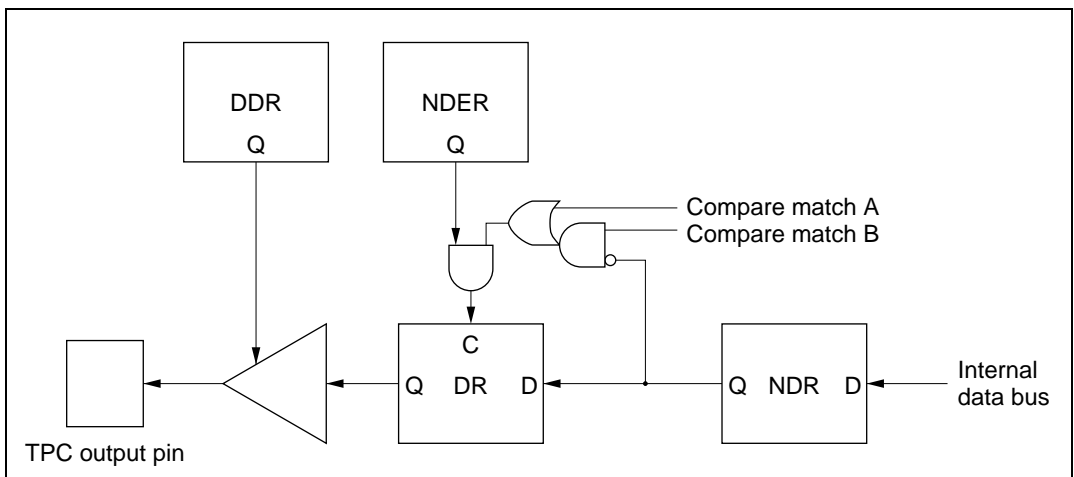 DDR
Q
NDER
Q
Compare match A
Compare match B
C
Q DR D
Q NDR D
Internal
data bus
TPC output pin